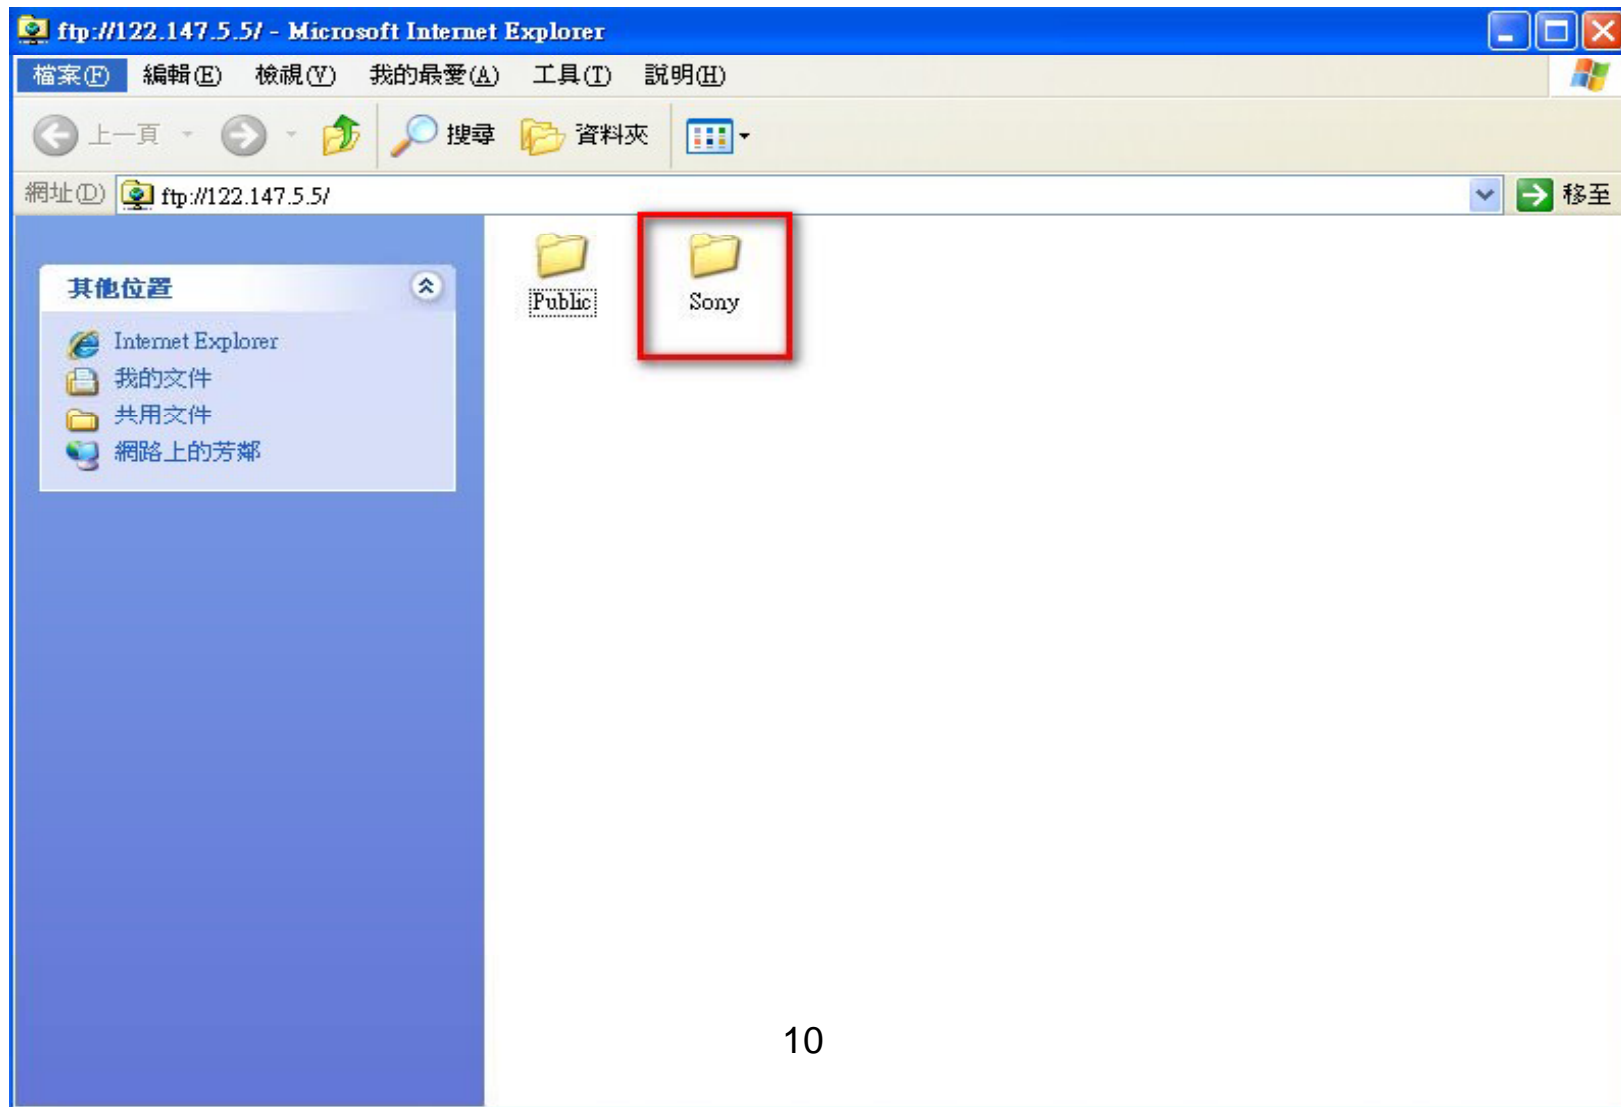 ftp://122.147.5.5/ - Microsoft Internet Explorer
檔案(F) 編輯(E) 檢視(V) 我的最愛(A) 工具(T) 說明(H)
上一頁 搜尋 資料夾
網址(D) ftp://122.147.5.5/ 移至
其他位置
Internet Explorer
我的文件
共用文件
網路上的芳鄰
Public Sony
10